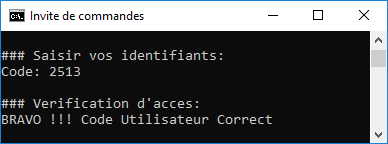 Invite de commandes
### Saisir vos identifiants:
Code: 2513
### Verification d'acces:
BRAVO !!! Code Utilisateur Correct